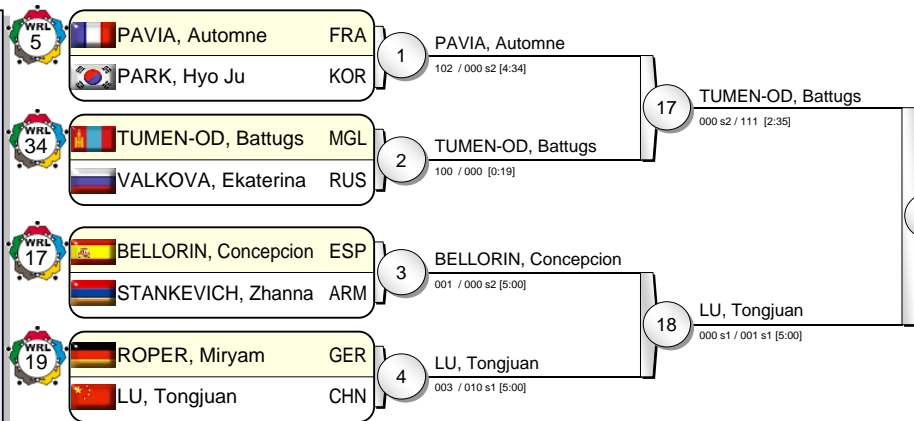 WRL
5
PAVIA, Automne FRA
PARK, Hyo Ju KOR
1
PAVIA, Automne
102 / 000 s2 [4:34]
WRL
34
TUMEN-OD, Battugs MGL
VALKOVA, Ekaterina RUS
2
TUMEN-OD, Battugs
100 / 000 [0:19]
17
TUMEN-OD, Battugs
000 s2 / 111 [2:35]
WRL
17
BELLORIN, Concepcion ESP
STANKEVICH, Zhanna ARM
3
BELLORIN, Concepcion
001 / 000 s2 [5:00]
WRL
19
ROPER, Miryam GER
LU, Tongjuan CHN
4
LU, Tongjuan
003 / 010 s1 [5:00]
18
LU, Tongjuan
000 s1 / 001 s1 [5:00]